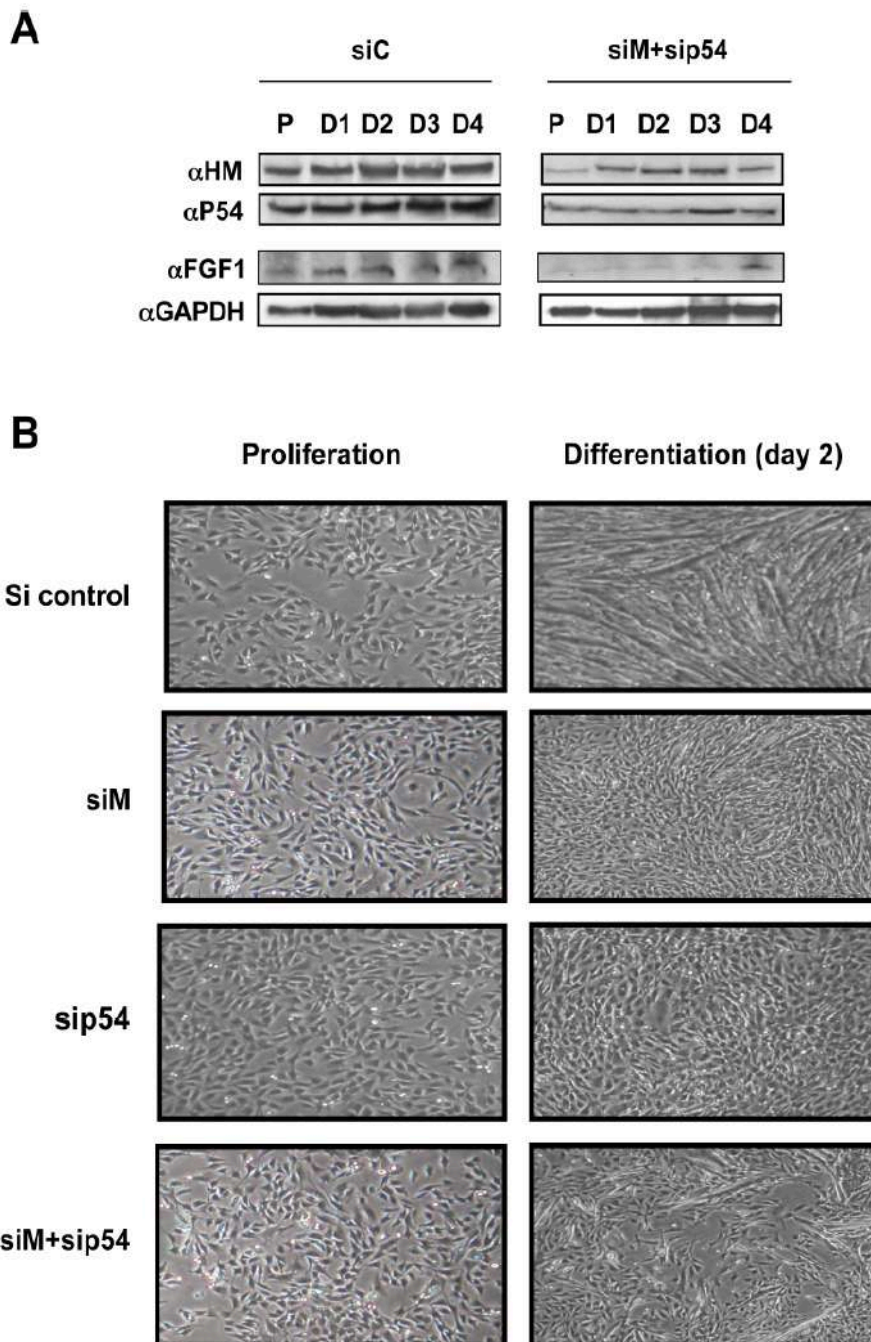 A
siC siM+sip54
P D1 D2 D3 D4 P D1 D2 D3 D4
αHM
αP54
αFGF1
αGAPDH
B
Proliferation Differentiation (day 2)
Si control
siM
sip54
siM+sip54